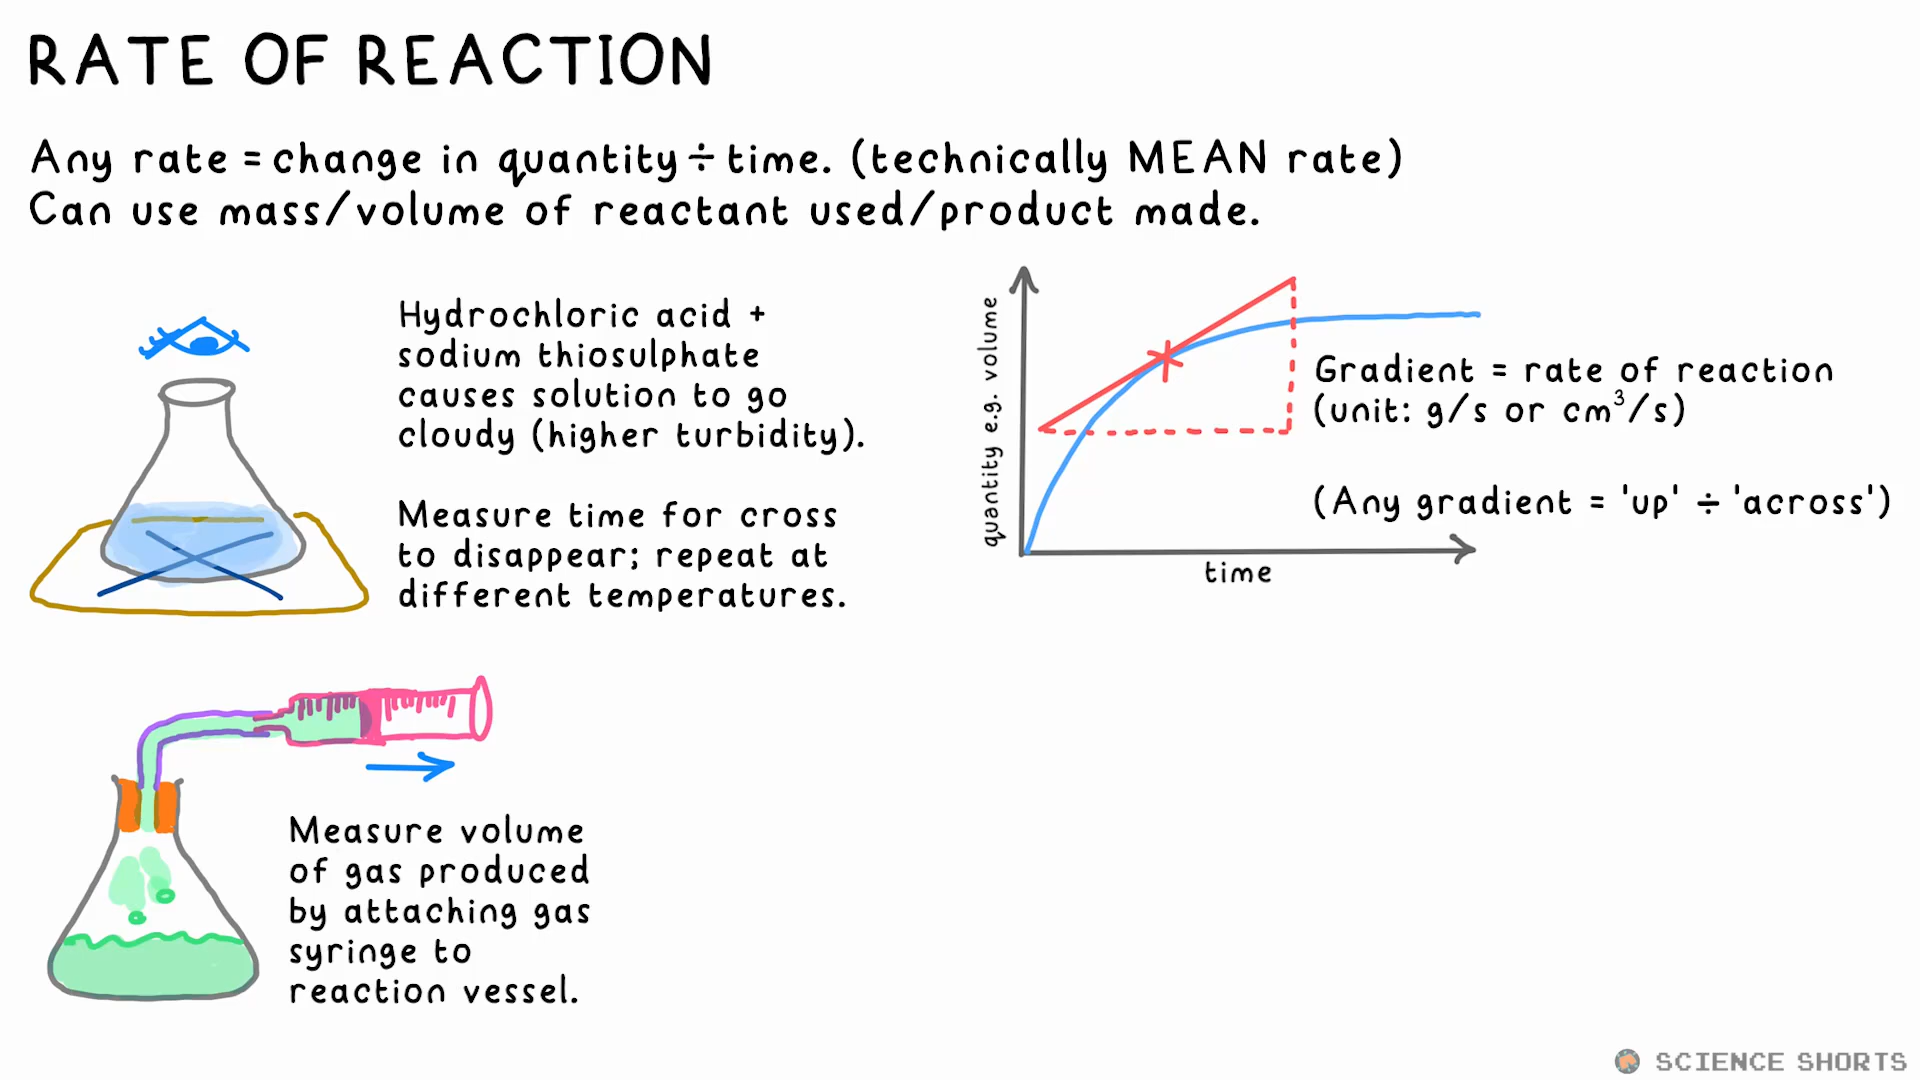 RATE OF REACTION
Any rate = change in quantity ÷ time. (technically MEAN rate)
Can use mass/volume of reactant used/product made.
Hydrochloric acid +
sodium thiosulphate
causes solution to go
cloudy (higher turbidity).
Measure time for cross
to disappear; repeat at
different temperatures.
quantity e.g. volume
time
Gradient = rate of reaction
(unit: g/s or cm³/s)
(Any gradient = 'up' ÷ 'across')
Measure volume
of gas produced
by attaching gas
syringe to
reaction vessel.
SCIENCE SHORTS